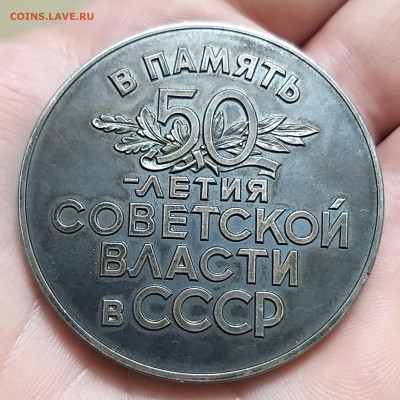 COINS.LAVE.RU
В ПАМЯТЬ
50
-ЛЕТИЯ
СОВЕТСКОЙ
ВЛАСТИ
В СССР